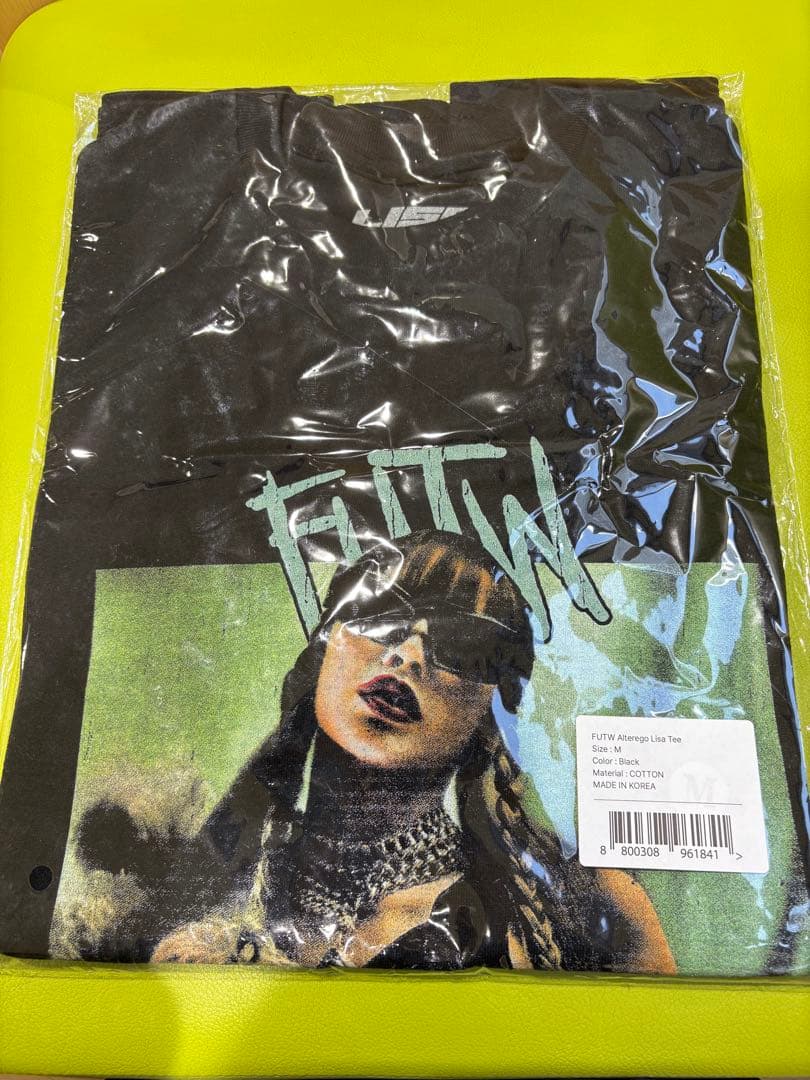 LISA
FUTW
FUTW Alterego Lisa Tee
Size : M
Color : Black
Material : COTTON
MADE IN KOREA
M
8 800308 961841 >